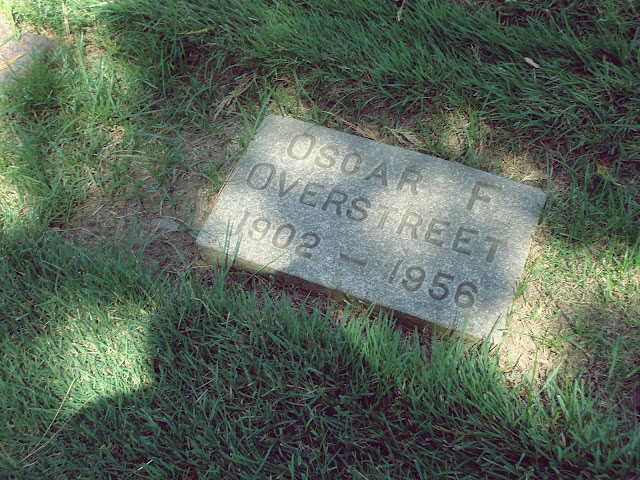 OSCAR F
OVERSTREET
1902 – 1956